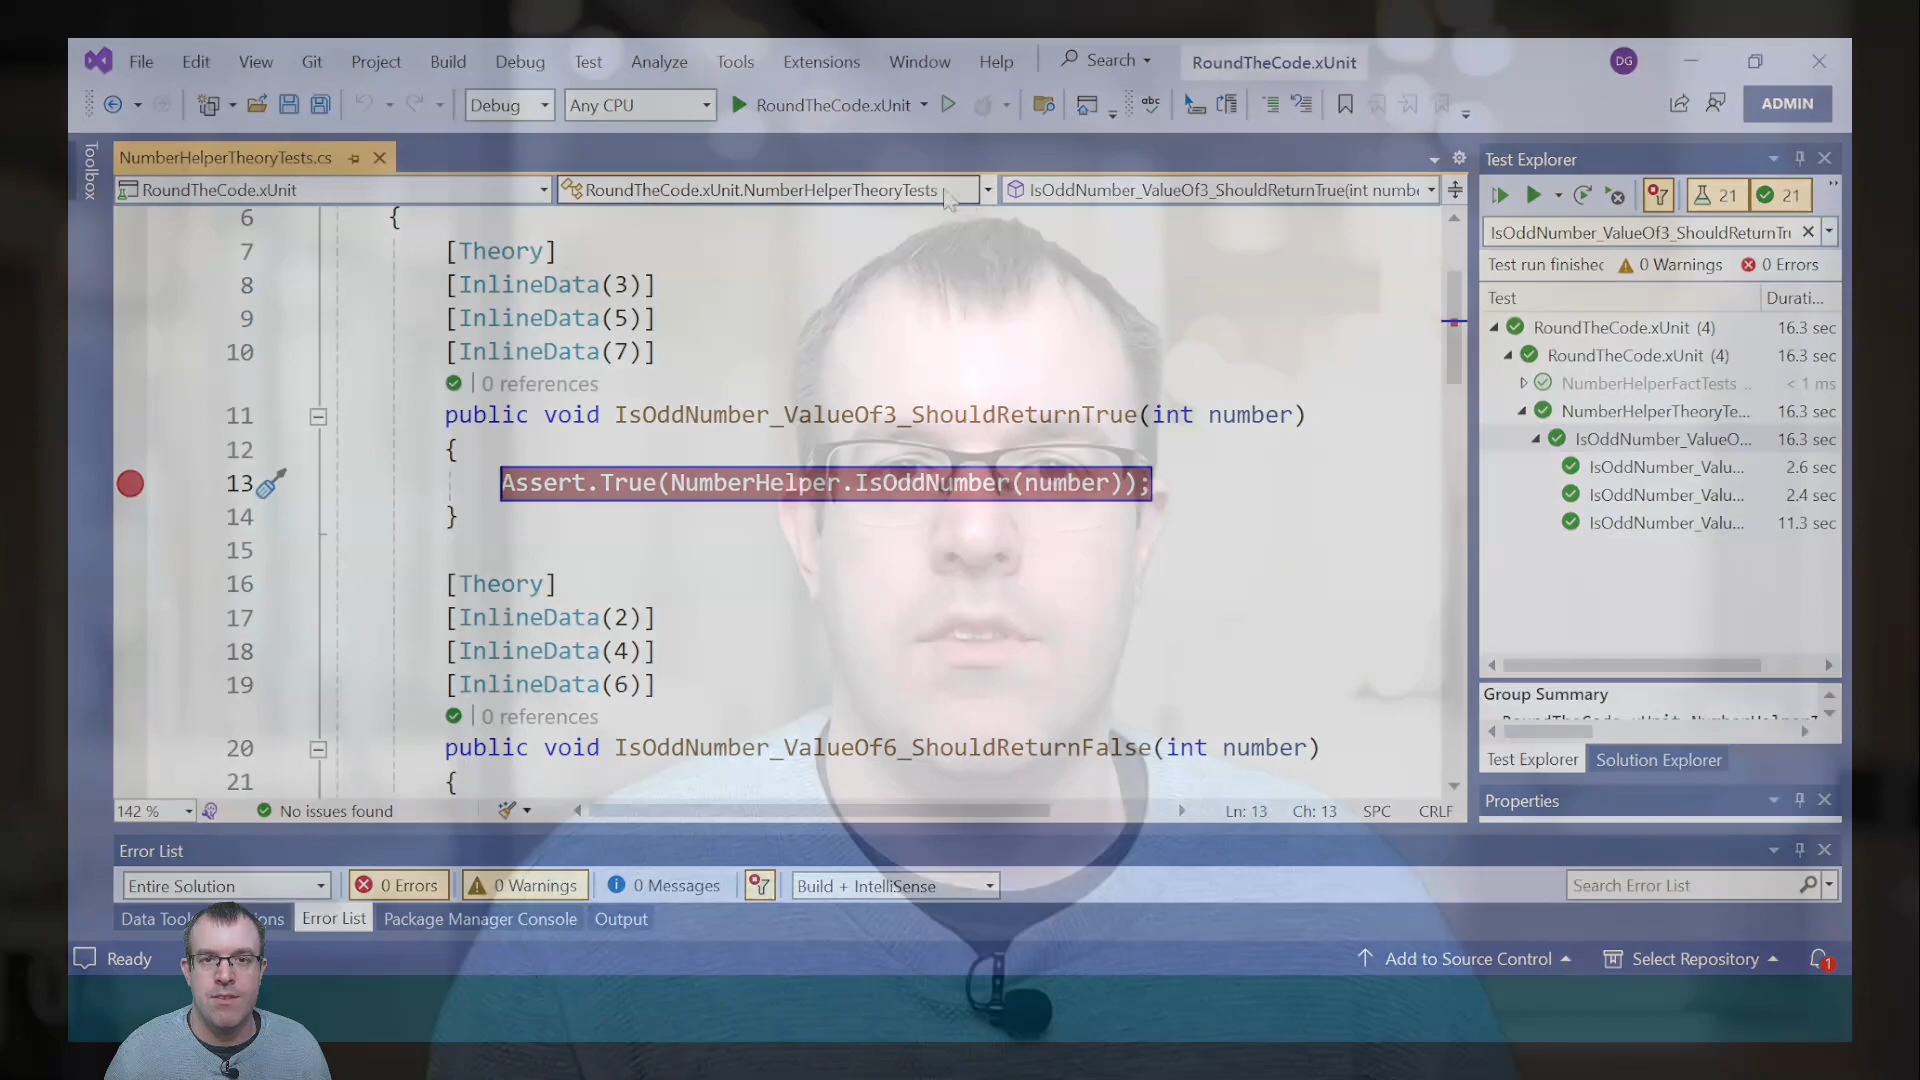 File Edit View Git Project Build Debug Test Analyze Tools Extensions Window Help Search RoundTheCode.xUnit DG
Debug Any CPU RoundTheCode.xUnit abc ADMIN
Toolbox
NumberHelperTheoryTests.cs
RoundTheCode.xUnit RoundTheCode.xUnit.NumberHelperTheoryTests IsOddNumber_ValueOf3_ShouldReturnTrue(int numb
6 {
7 [Theory]
8 [InlineData(3)]
9 [InlineData(5)]
10 [InlineData(7)]
0 references
11 public void IsOddNumber_ValueOf3_ShouldReturnTrue(int number)
12 {
13 Assert.True(NumberHelper.IsOddNumber(number));
14 }
15
16 [Theory]
17 [InlineData(2)]
18 [InlineData(4)]
19 [InlineData(6)]
0 references
20 public void IsOddNumber_ValueOf6_ShouldReturnFalse(int number)
21 {
142 % No issues found Ln: 13 Ch: 13 SPC CRLF
Test Explorer
21 21
IsOddNumber_ValueOf3_ShouldReturnTr
Test run finished 0 Warnings 0 Errors
Test Durati...
RoundTheCode.xUnit (4) 16.3 sec
RoundTheCode.xUnit (4) 16.3 sec
NumberHelperFactTests ... < 1 ms
NumberHelperTheoryTe... 16.3 sec
IsOddNumber_ValueO... 16.3 sec
IsOddNumber_Valu... 2.6 sec
IsOddNumber_Valu... 2.4 sec
IsOddNumber_Valu... 11.3 sec
Group Summary
Test Explorer Solution Explorer
Properties
Error List
Entire Solution 0 Errors 0 Warnings 0 Messages Build + IntelliSense Search Error List
Data Too ons Error List Package Manager Console Output
Ready Add to Source Control Select Repository 1